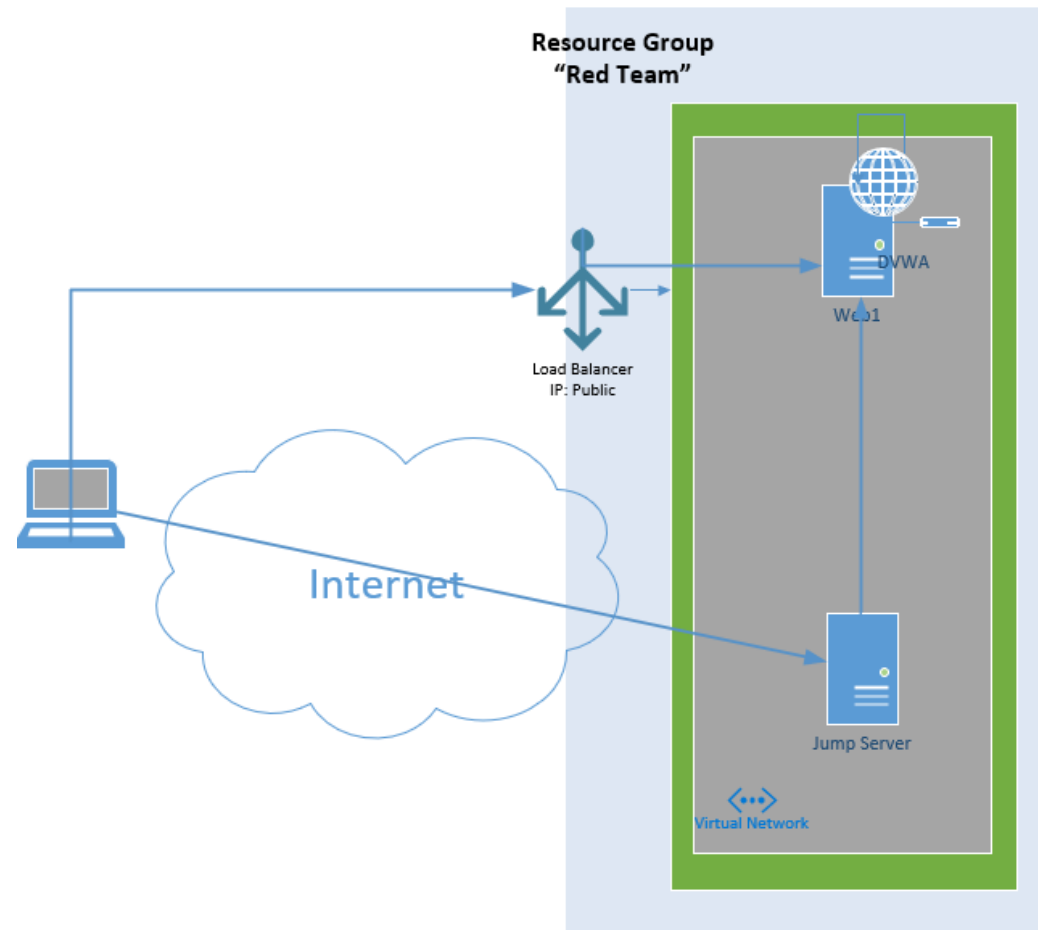 Resource Group
“Red Team”
DVWA
Web1
Load Balancer
IP: Public
Internet
Jump Server
Virtual Network